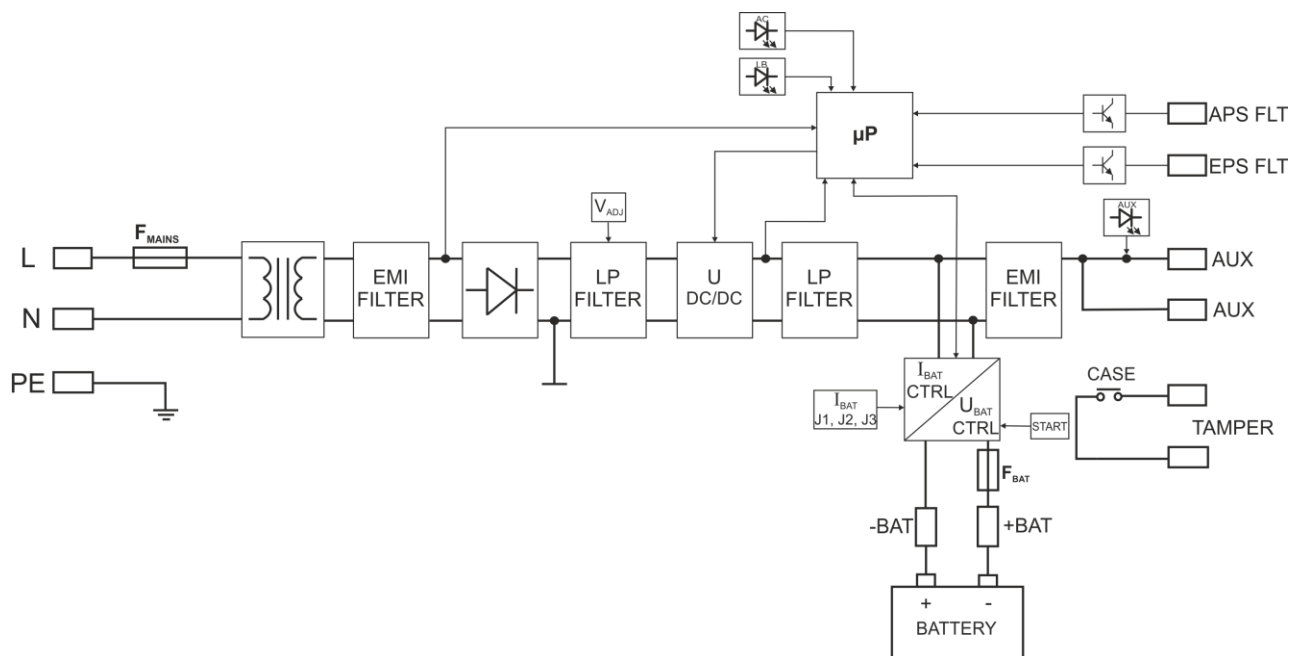 AC
LB
µP
APS FLT
EPS FLT
V ADJ
AUX
L
F MAINS
EMI
FILTER
LP
FILTER
U
DC/DC
LP
FILTER
EMI
FILTER
AUX
N
AUX
PE
I BAT
CTRL
U BAT
CTRL
I BAT
J1, J2, J3
START
CASE
TAMPER
F BAT
-BAT
+BAT
+ -
BATTERY